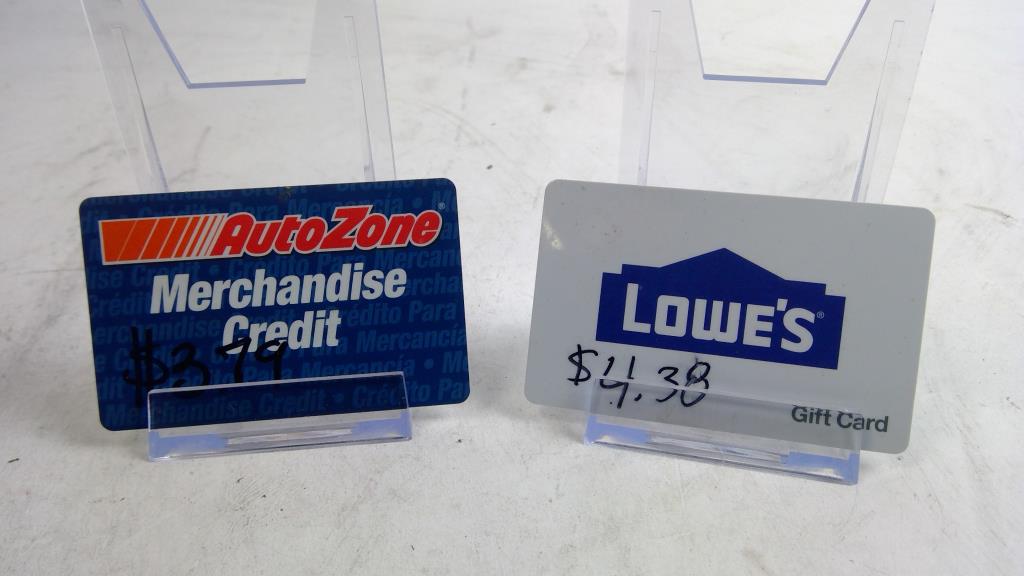 AutoZone®
Merchandise
Credit
$3.79
LOWE'S®
$4.38
Gift Card